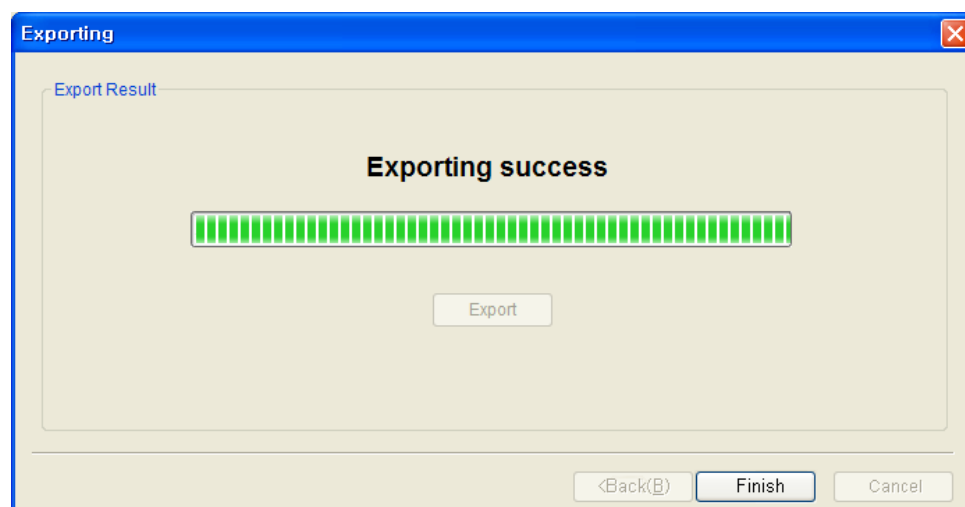 Exporting
Export Result
Exporting success
Export
<Back(B)
Finish
Cancel